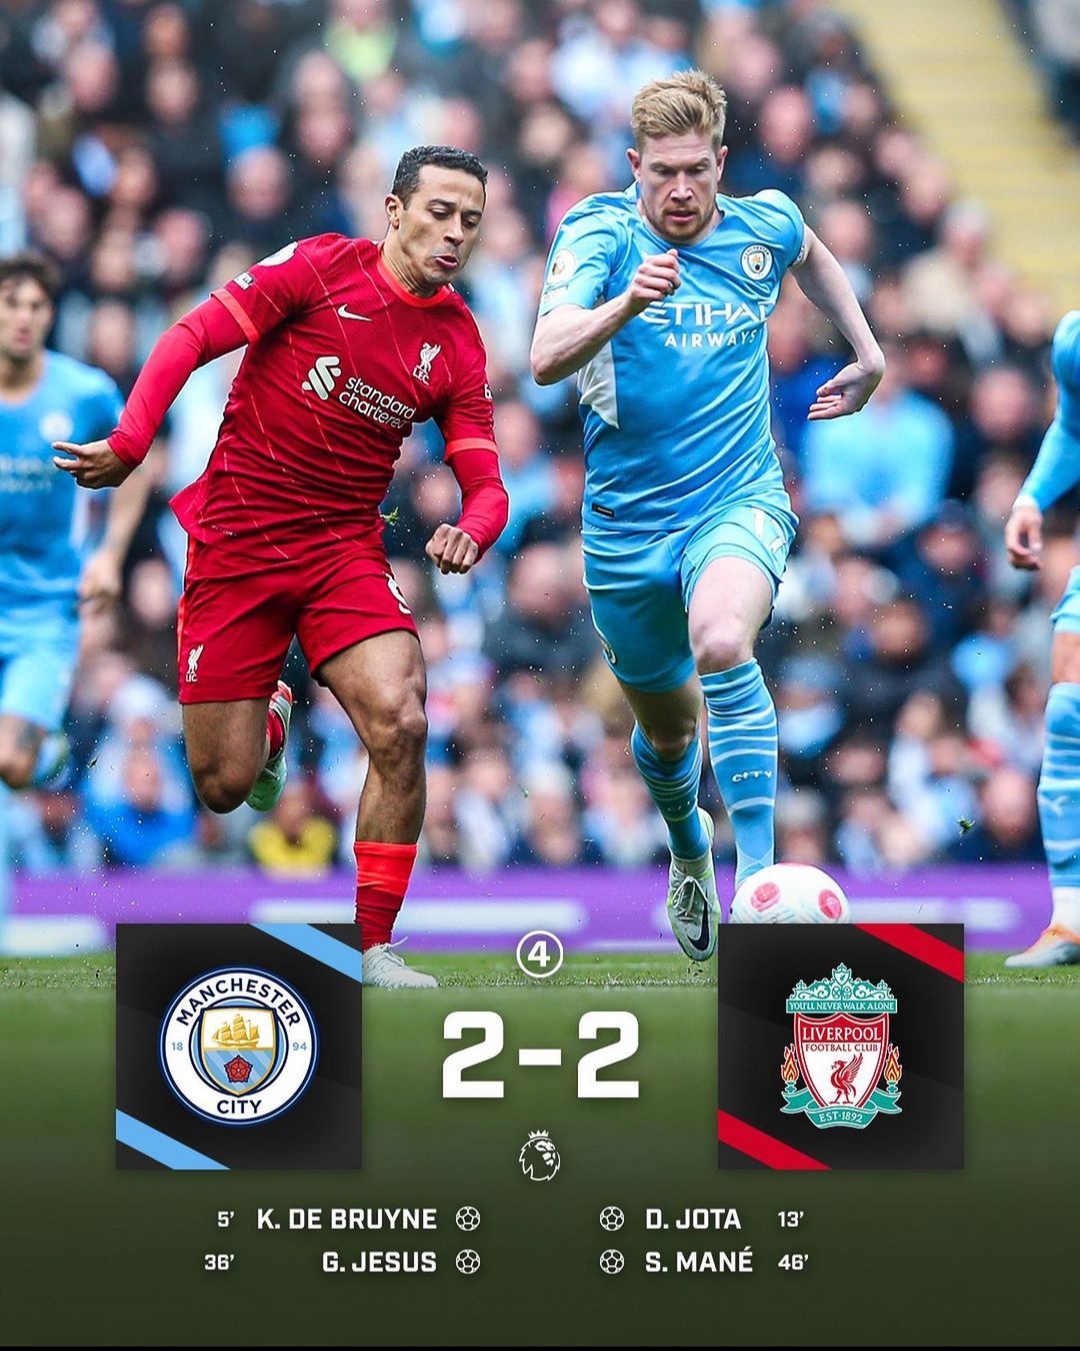 ETIHAD
AIRWAYS
standard
chartered
L.F.C.
LFC
CITY
4
MANCHESTER
18 94
CITY
2-2
YOU'LL NEVER WALK ALONE
LIVERPOOL
FOOTBALL CLUB
EST·1892
5’ K. DE BRUYNE
36’ G. JESUS
D. JOTA 13’
S. MANÉ 46’